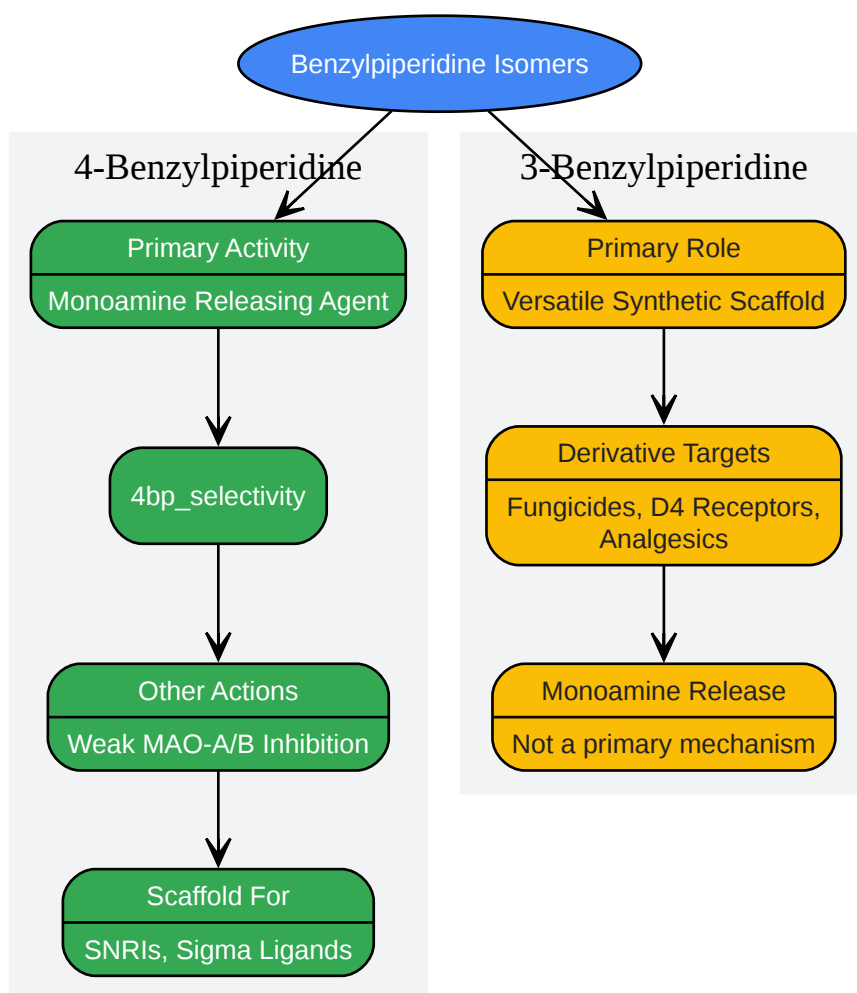 Benzylpiperidine Isomers
4-Benzylpiperidine
Primary Activity
Monoamine Releasing Agent
4bp_selectivity
Other Actions
Weak MAO-A/B Inhibition
Scaffold For
SNRIs, Sigma Ligands
3-Benzylpiperidine
Primary Role
Versatile Synthetic Scaffold
Derivative Targets
Fungicides, D4 Receptors,
Analgesics
Monoamine Release
Not a primary mechanism